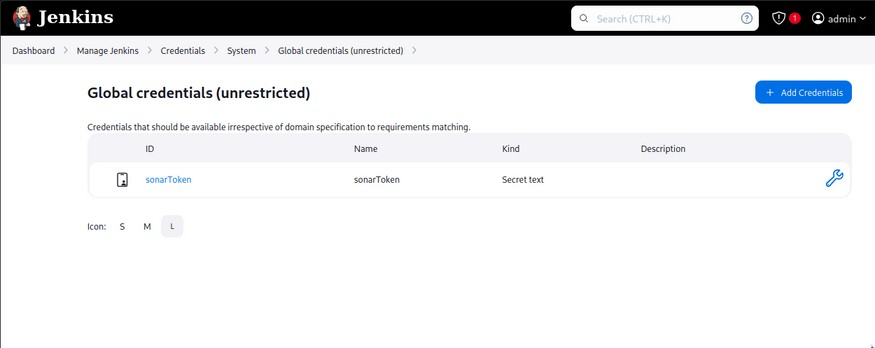 Jenkins
Search (CTRL+K)
?
1
admin
Dashboard Manage Jenkins Credentials System Global credentials (unrestricted)
Global credentials (unrestricted)
+ Add Credentials
Credentials that should be available irrespective of domain specification to requirements matching.
ID Name Kind Description
sonarToken sonarToken Secret text
Icon: S M L